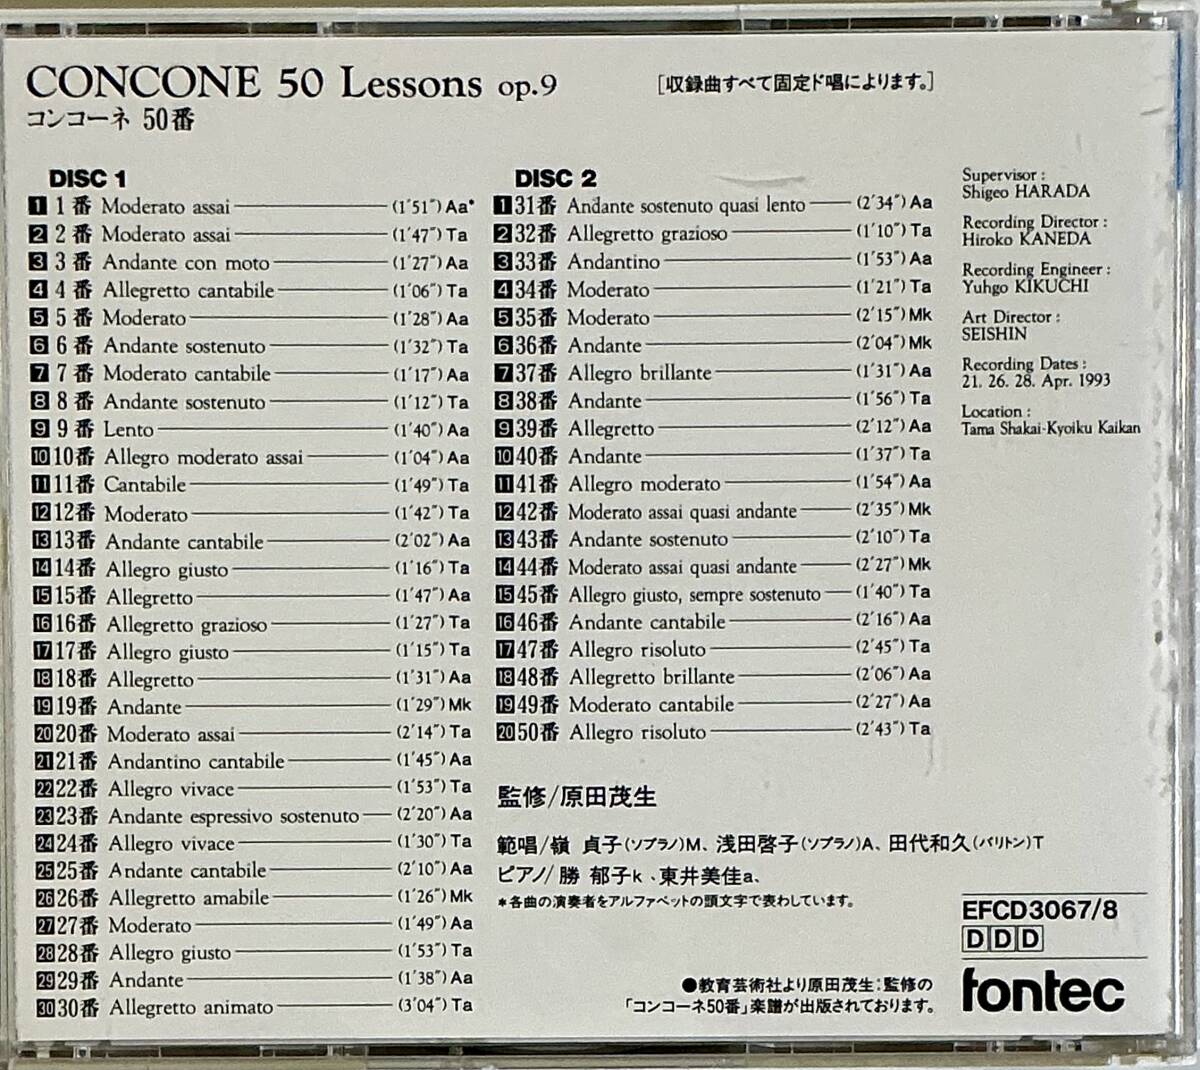 CONCONE 50 Lessons op.9
[収録曲すべて固定ド唱によります。]
コンコーネ 50番
DISC 1
1 1番 Moderato assai (1'51") Aa*
2 2番 Moderato assai (1'47") Ta
3 3番 Andante con moto (1'27") Aa
4 4番 Allegretto cantabile (1'06") Ta
5 5番 Moderato (1'28") Aa
6 6番 Andante sostenuto (1'32") Ta
7 7番 Moderato cantabile (1'17") Aa
8 8番 Andante sostenuto (1'12") Ta
9 9番 Lento (1'40") Aa
10 10番 Allegro moderato assai (1'04") Aa
11 11番 Cantabile (1'49") Ta
12 12番 Moderato (1'42") Ta
13 13番 Andante cantabile (2'02") Aa
14 14番 Allegro giusto (1'16") Ta
15 15番 Allegretto (1'47") Aa
16 16番 Allegretto grazioso (1'27") Ta
17 17番 Allegro giusto (1'15") Ta
18 18番 Allegretto (1'31") Aa
19 19番 Andante (1'29") Mk
20 20番 Moderato assai (2'14") Ta
21 21番 Andantino cantabile (1'45") Aa
22 22番 Allegro vivace (1'53") Ta
23 23番 Andante espressivo sostenuto (2'20") Aa
24 24番 Allegro vivace (1'30") Ta
25 25番 Andante cantabile (2'10") Aa
26 26番 Allegretto amabile (1'26") Mk
27 27番 Moderato (1'49") Aa
28 28番 Allegro giusto (1'53") Ta
29 29番 Andante (1'38") Aa
30 30番 Allegretto animato (3'04") Ta
DISC 2
1 31番 Andante sostenuto quasi lento (2'34") Aa
2 32番 Allegretto grazioso (1'10") Ta
3 33番 Andantino (1'53") Aa
4 34番 Moderato (1'21") Ta
5 35番 Moderato (2'15") Mk
6 36番 Andante (2'04") Mk
7 37番 Allegro brillante (1'31") Aa
8 38番 Andante (1'56") Ta
9 39番 Allegretto (2'12") Aa
10 40番 Andante (1'37") Ta
11 41番 Allegro moderato (1'54") Aa
12 42番 Moderato assai quasi andante (2'35") Mk
13 43番 Andante sostenuto (2'10") Ta
14 44番 Moderato assai quasi andante (2'27") Mk
15 45番 Allegro giusto, sempre sostenuto (1'40") Ta
16 46番 Andante cantabile (2'16") Aa
17 47番 Allegro risoluto (2'45") Ta
18 48番 Allegretto brillante (2'06") Aa
19 49番 Moderato cantabile (2'27") Aa
20 50番 Allegro risoluto (2'43") Ta
監修/原田茂生
範唱/嶺 貞子(ソプラノ)M、浅田啓子(ソプラノ)A、田代和久(バリトン)T
ピアノ/勝 郁子k、東井美佳a、
*各曲の演奏者をアルファベットの頭文字で表わしています。
●教育芸術社より原田茂生:監修の
「コンコーネ50番」楽譜が出版されております。
Supervisor :
Shigeo HARADA
Recording Director :
Hiroko KANEDA
Recording Engineer :
Yuhgo KIKUCHI
Art Director :
SEISHIN
Recording Dates :
21. 26. 28. Apr. 1993
Location :
Tama Shakai-Kyoiku Kaikan
EFCD3067/8
DDD
fontec